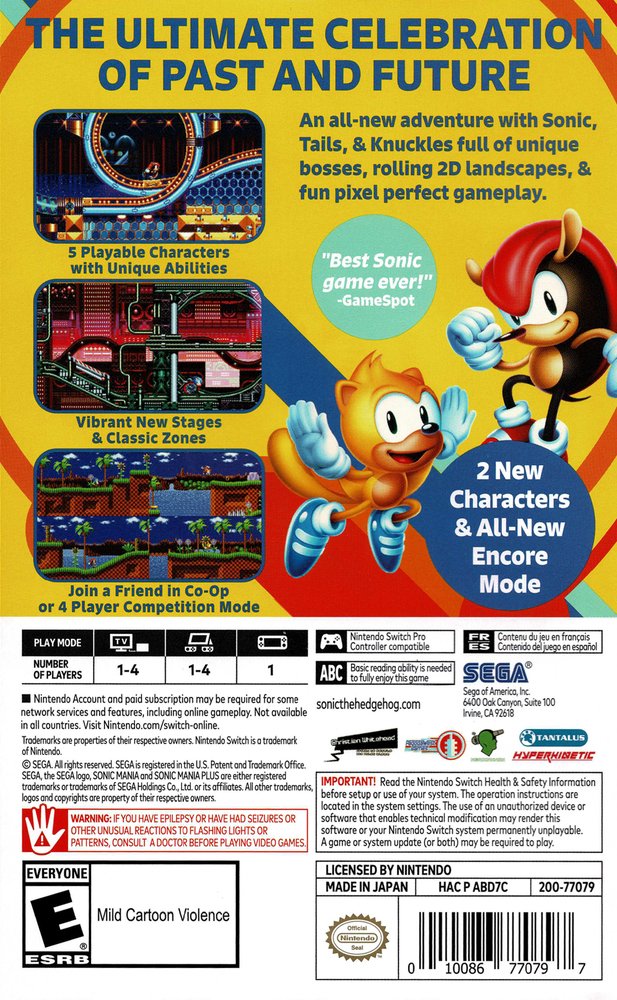 THE ULTIMATE CELEBRATION
OF PAST AND FUTURE
An all-new adventure with Sonic,
Tails, & Knuckles full of unique
bosses, rolling 2D landscapes, &
fun pixel perfect gameplay.
5 Playable Characters
with Unique Abilities
"Best Sonic
game ever!"
-GameSpot
Vibrant New Stages
& Classic Zones
2 New
Characters
& All-New
Encore
Mode
Join a Friend in Co-Op
or 4 Player Competition Mode
PLAY MODE
TV
NUMBER
OF PLAYERS
1-4
1-4
1
Nintendo Switch Pro
Controller compatible
FR
ES
Contenu du jeu en français
Contenido del juego en español
ABC
Basic reading ability is needed
to fully enjoy this game
SEGA®
Sega of America, Inc.
6400 Oak Canyon, Suite 100
Irvine, CA 92618
sonicthehedgehog.com
■ Nintendo Account and paid subscription may be required for some
network services and features, including online gameplay. Not available
in all countries. Visit Nintendo.com/switch-online.
Trademarks are properties of their respective owners. Nintendo Switch is a trademark
of Nintendo.
© SEGA. All rights reserved. SEGA is registered in the U.S. Patent and Trademark Office.
SEGA, the SEGA logo, SONIC MANIA and SONIC MANIA PLUS are either registered
trademarks or trademarks of SEGA Holdings Co., Ltd. or its affiliates. All other trademarks,
logos and copyrights are property of their respective owners.
Christian Whitehead
TANTALUS
HYPERKINETIC
WARNING: IF YOU HAVE EPILEPSY OR HAVE HAD SEIZURES OR
OTHER UNUSUAL REACTIONS TO FLASHING LIGHTS OR
PATTERNS, CONSULT A DOCTOR BEFORE PLAYING VIDEO GAMES.
IMPORTANT! Read the Nintendo Switch Health & Safety Information
before setup or use of your system. The operation instructions are
located in the system settings. The use of an unauthorized device or
software that enables technical modification may render this
software or your Nintendo Switch system permanently unplayable.
A game or system update (or both) may be required to play.
EVERYONE
E
®
ESRB
Mild Cartoon Violence
LICENSED BY NINTENDO
MADE IN JAPAN
HAC P ABD7C
200-77079
Official
Nintendo
Seal
0 10086 77079 7